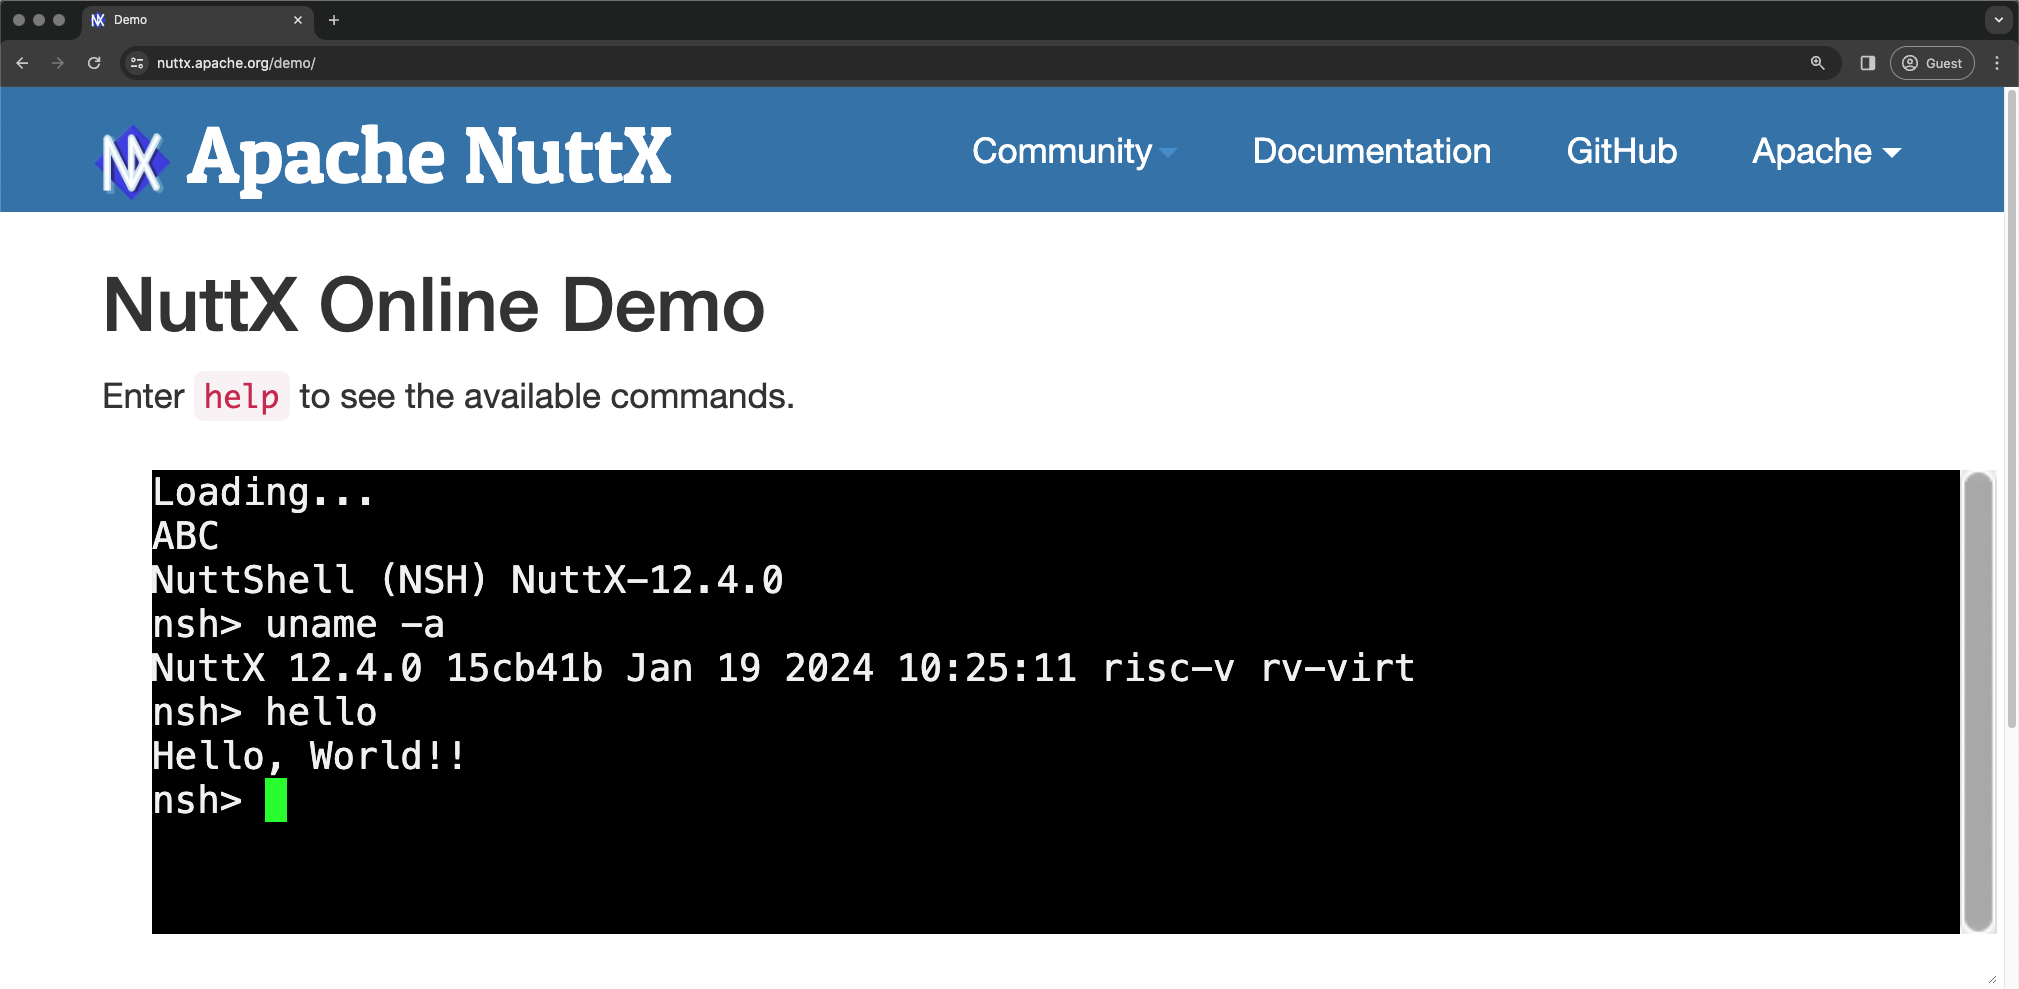 Demo
nuttx.apache.org/demo/
Guest
NX Apache NuttX
Community
Documentation
GitHub
Apache
NuttX Online Demo
Enter help to see the available commands.
Loading...
ABC
NuttShell (NSH) NuttX-12.4.0
nsh> uname -a
NuttX 12.4.0 15cb41b Jan 19 2024 10:25:11 risc-v rv-virt
nsh> hello
Hello, World!!
nsh>